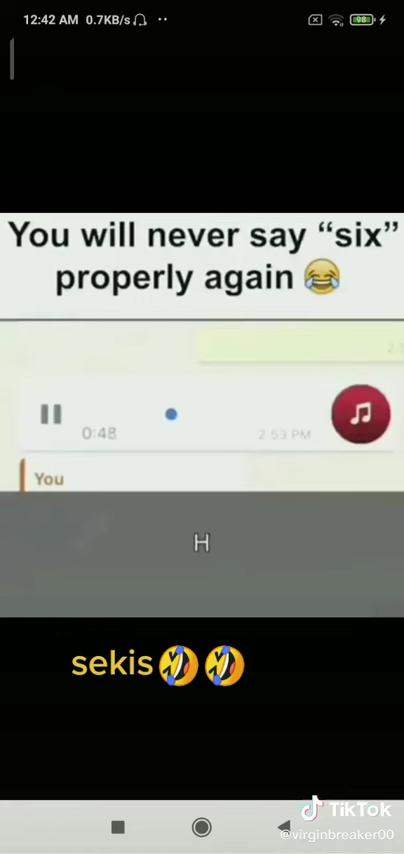 12:42 AM 0.7KB/s
98
You will never say “six”
properly again 😂
0:48
2:53 PM
You
H
sekis🤣🤣
TikTok
@virginbreaker00